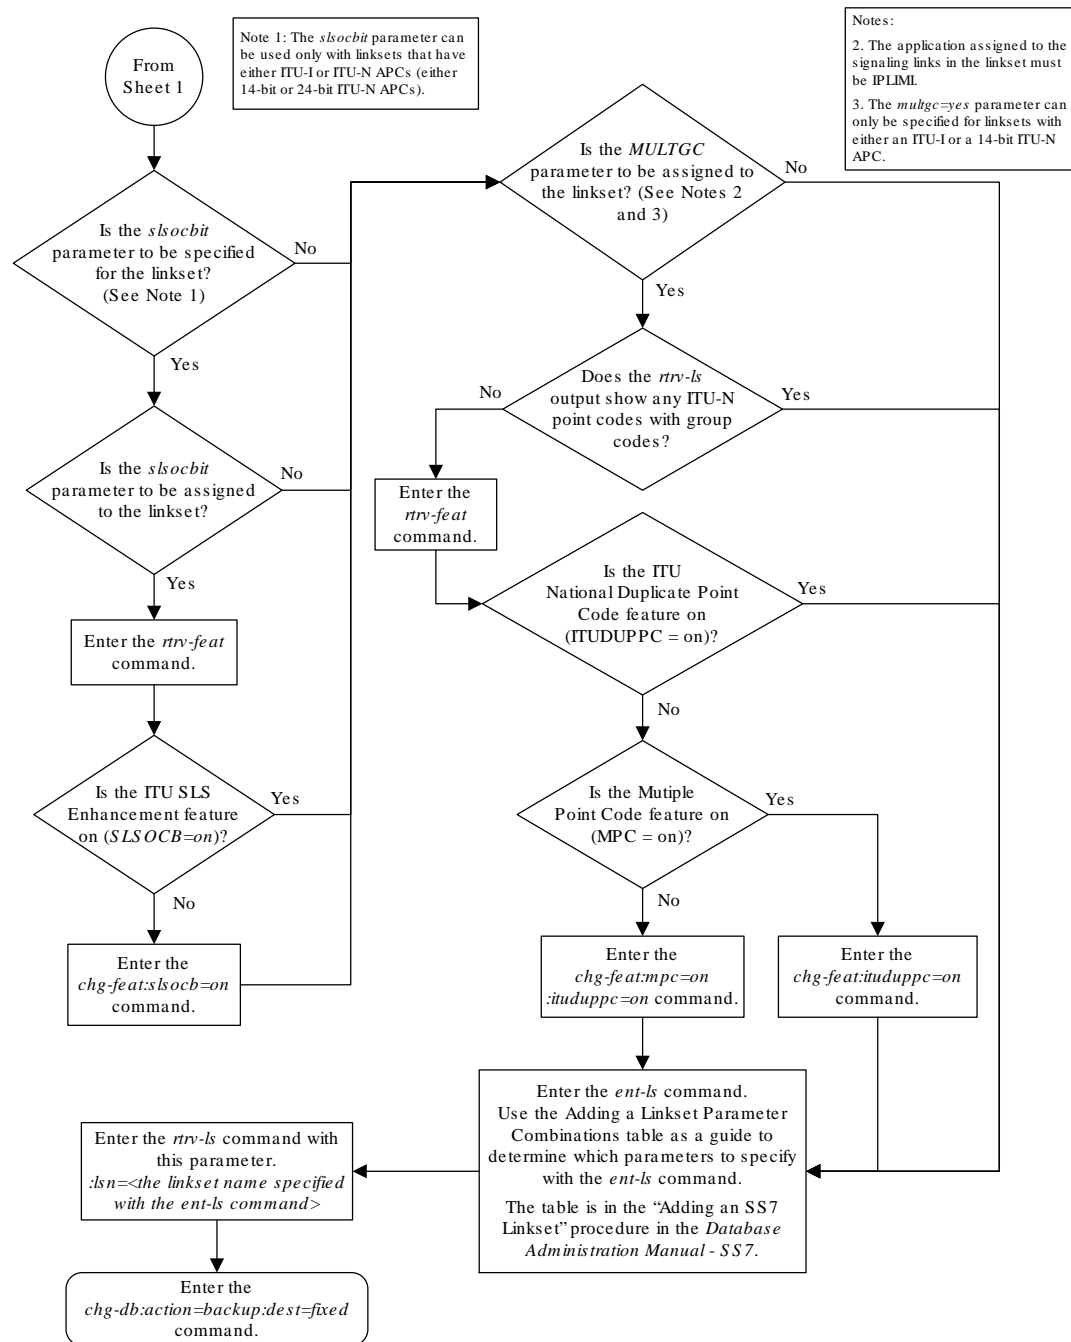 From
Sheet 1
Note 1: The slsocbit parameter can
be used only with linksets that have
either ITU-I or ITU-N APCs (either
14-bit or 24-bit ITU-N APCs).
Notes:
2. The application assigned to the
signaling links in the linkset must
be IPLIMI.
3. The multgc=yes parameter can
only be specified for linksets with
either an ITU-I or a 14-bit ITU-N
APC.
Is the slsocbit
parameter to be specified
for the linkset?
(See Note 1)
No
Yes
Is the slsocbit
parameter to be assigned
to the linkset?
No
Yes
Enter the rtrv-feat
command.
Is the ITU SLS
Enhancement feature
on (SLSOCB=on)?
Yes
No
Enter the
chg-feat:slsocb=on
command.
Is the MULTGC
parameter to be assigned to
the linkset? (See Notes 2
and 3)
No
Yes
Does the rtrv-ls
output show any ITU-N
point codes with group
codes?
No
Yes
Enter the
rtrv-feat
command.
Is the ITU
National Duplicate Point
Code feature on
(ITUDUPPC = on)?
Yes
No
Is the Mutiple
Point Code feature on
(MPC = on)?
Yes
No
Enter the
chg-feat:mpc=on
:ituduppc=on command.
Enter the
chg-feat:ituduppc=on
command.
Enter the ent-ls command.
Use the Adding a Linkset Parameter
Combinations table as a guide to
determine which parameters to specify
with the ent-ls command.
The table is in the “Adding an SS7
Linkset” procedure in the Database
Administration Manual - SS7.
Enter the rtrv-ls command with
this parameter.
:lsn=<the linkset name specified
with the ent-ls command>
Enter the
chg-db:action=backup:dest=fixed
command.